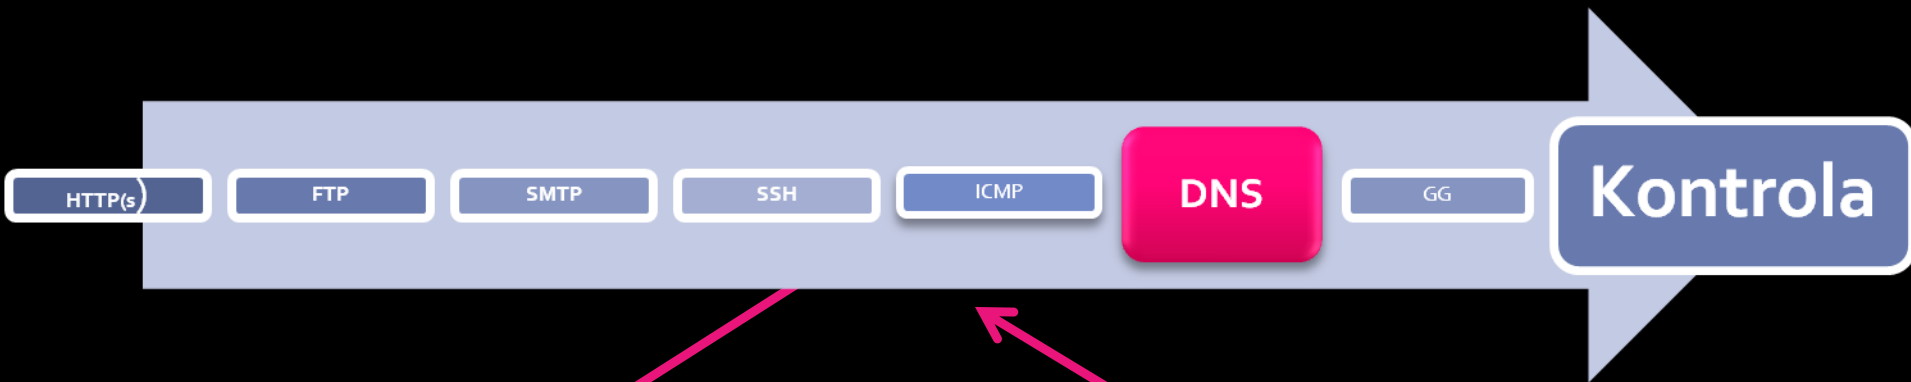 HTTP(s)
FTP
SMTP
SSH
ICMP
DNS
GG
Kontrola